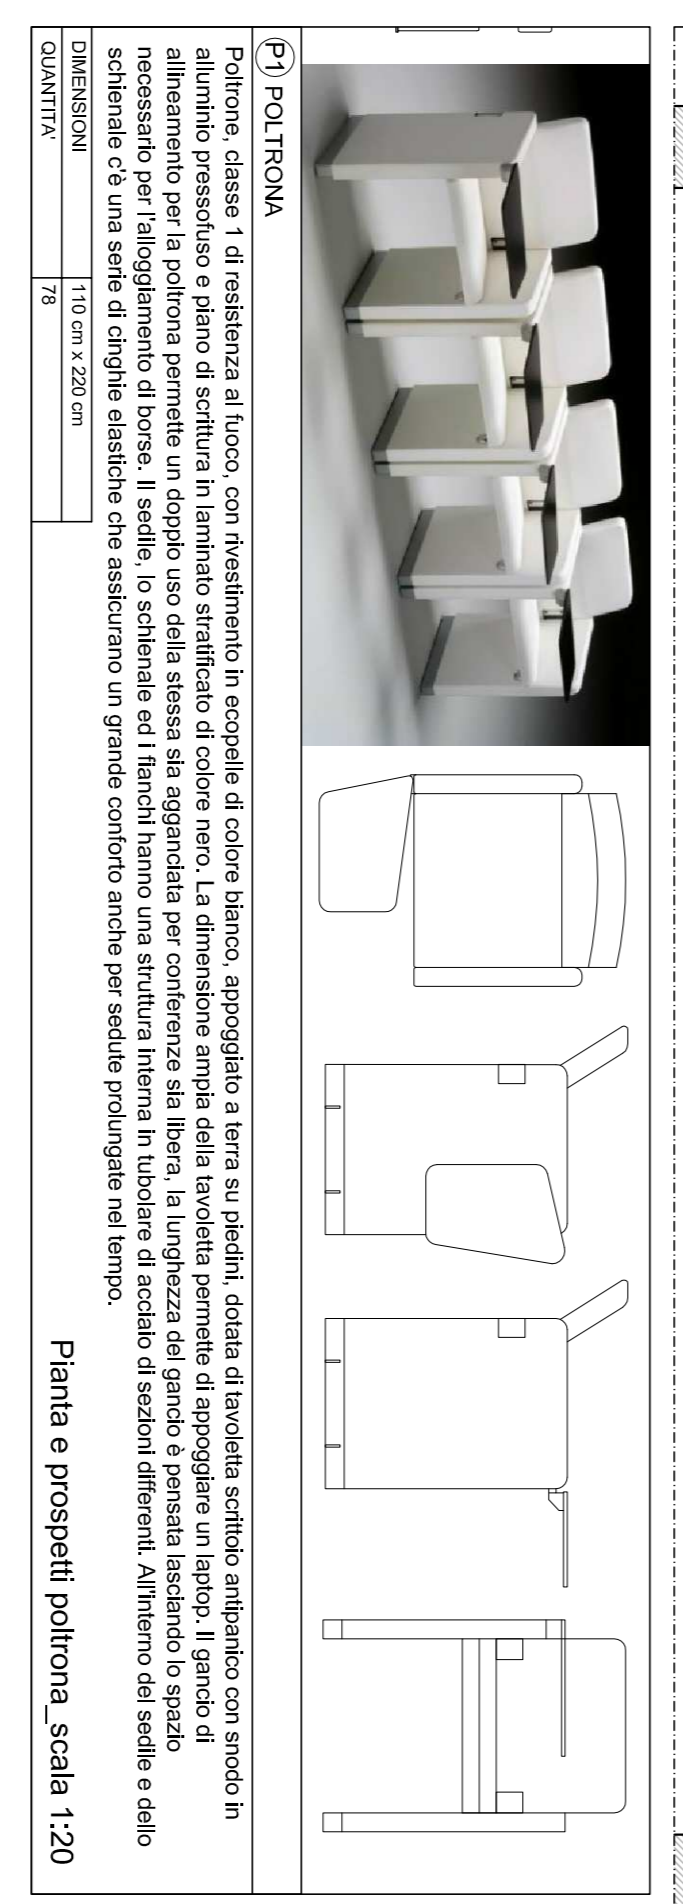 P1 POLTRONA
Poltrone, classe 1 di resistenza al fuoco, con rivestimento in ecopelle di colore bianco, appoggiato a terra su piedini, dotata di tavoletta scrittoio antipanico con snodo in
alluminio pressofuso e piano di scrittura in laminato stratificato di colore nero. La dimensione ampia della tavoletta permette di appoggiare un laptop. Il gancio di
allineamento per la poltrona permette un doppio uso della stessa sia agganciata per conferenze sia libera, la lunghezza del gancio è pensata lasciando lo spazio
necessario per l'alloggiamento di borse. Il sedile, lo schienale ed i fianchi hanno una struttura interna in tubolare di acciaio di sezioni differenti. All'interno del sedile e dello
schienale c'è una serie di cinghie elastiche che assicurano un grande conforto anche per sedute prolungate nel tempo.
DIMENSIONI 110 cm x 220 cm
QUANTITA' 78
Pianta e prospetti poltrona_scala 1:20